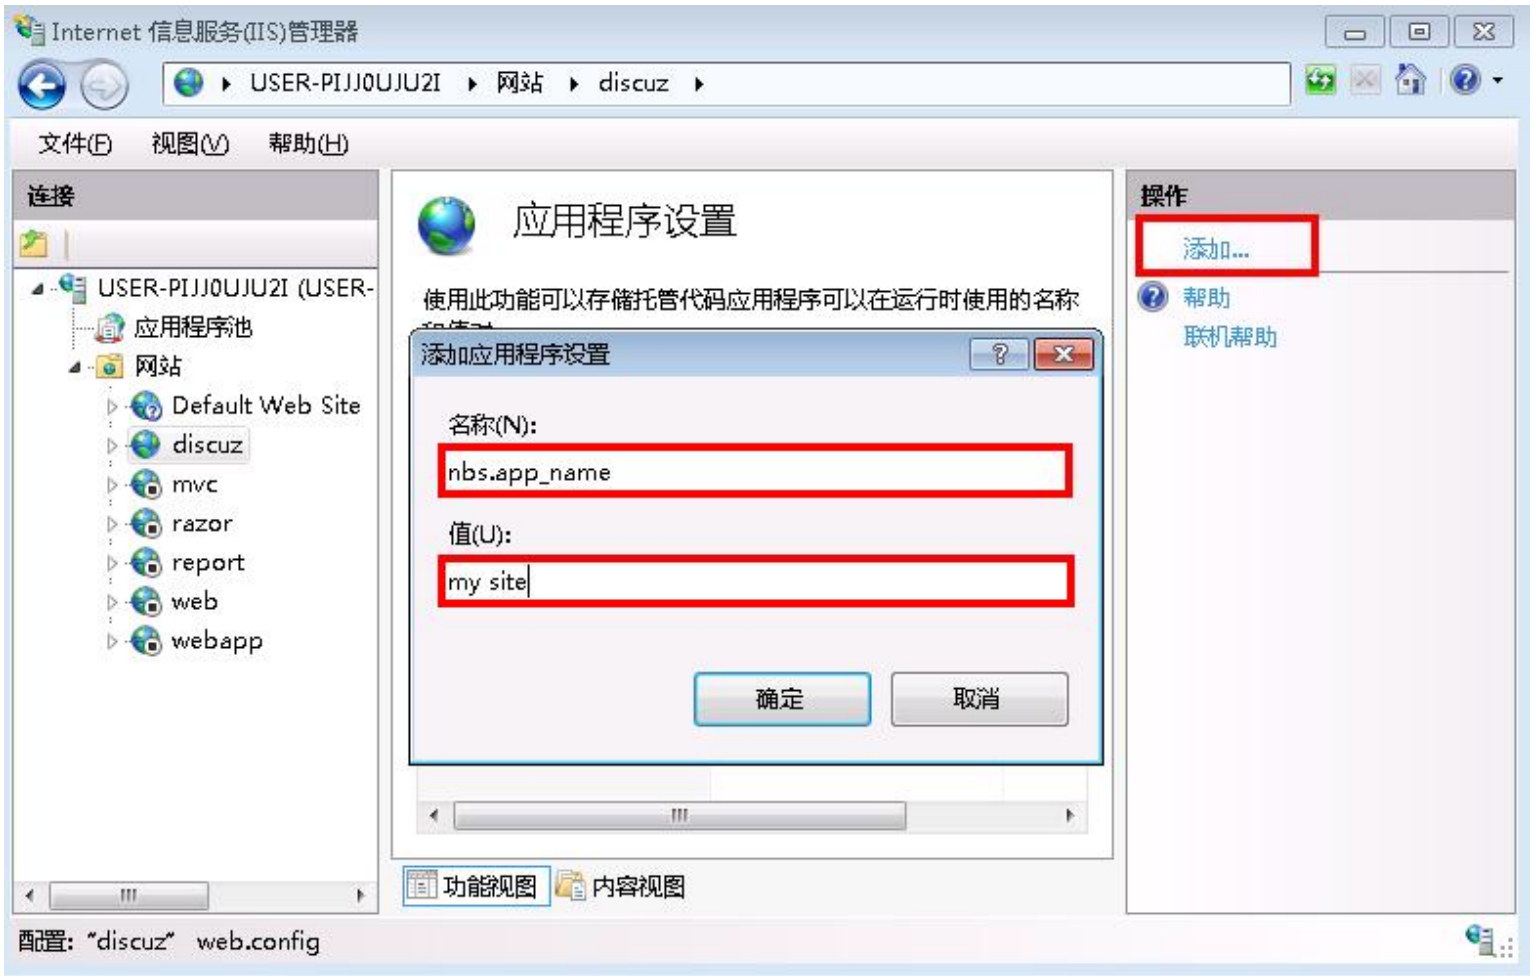 Internet 信息服务(IIS)管理器
USER-PIJJ0UJU2I 网站 discuz
文件(F) 视图(V) 帮助(H)
连接
USER-PIJJ0UJU2I (USER-
应用程序池
网站
Default Web Site
discuz
mvc
razor
report
web
webapp
应用程序设置
使用此功能可以存储托管代码应用程序可以在运行时使用的名称
添加应用程序设置
名称(N):
nbs.app_name
值(U):
my site
确定 取消
功能视图 内容视图
操作
添加...
帮助
联机帮助
配置: "discuz" web.config